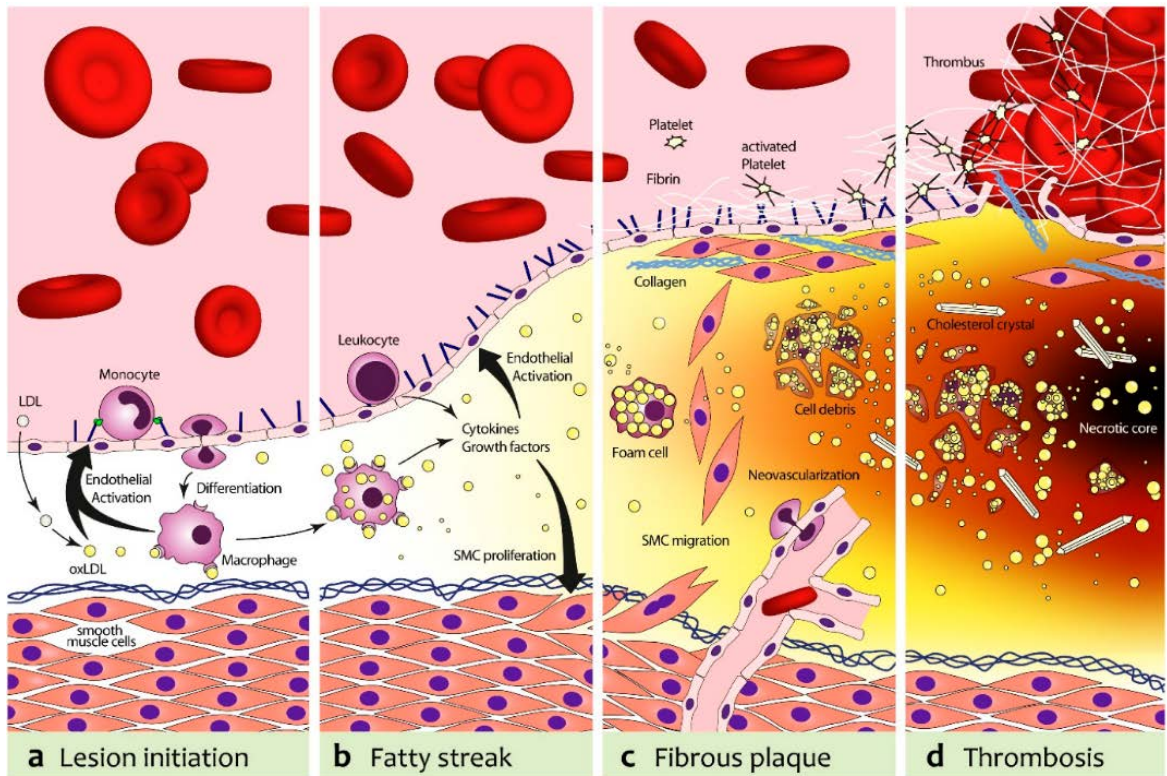 LDL
Monocyte
Endothelial
Activation
Differentiation
oxLDL
Macrophage
smooth
muscle cells
a Lesion initiation
Leukocyte
Endothelial
Activation
Cytokines
Growth factors
SMC proliferation
b Fatty streak
Platelet
activated
Platelet
Fibrin
Collagen
Cell debris
Foam cell
Neovascularization
SMC migration
c Fibrous plaque
Thrombus
Cholesterol crystal
Necrotic core
d Thrombosis